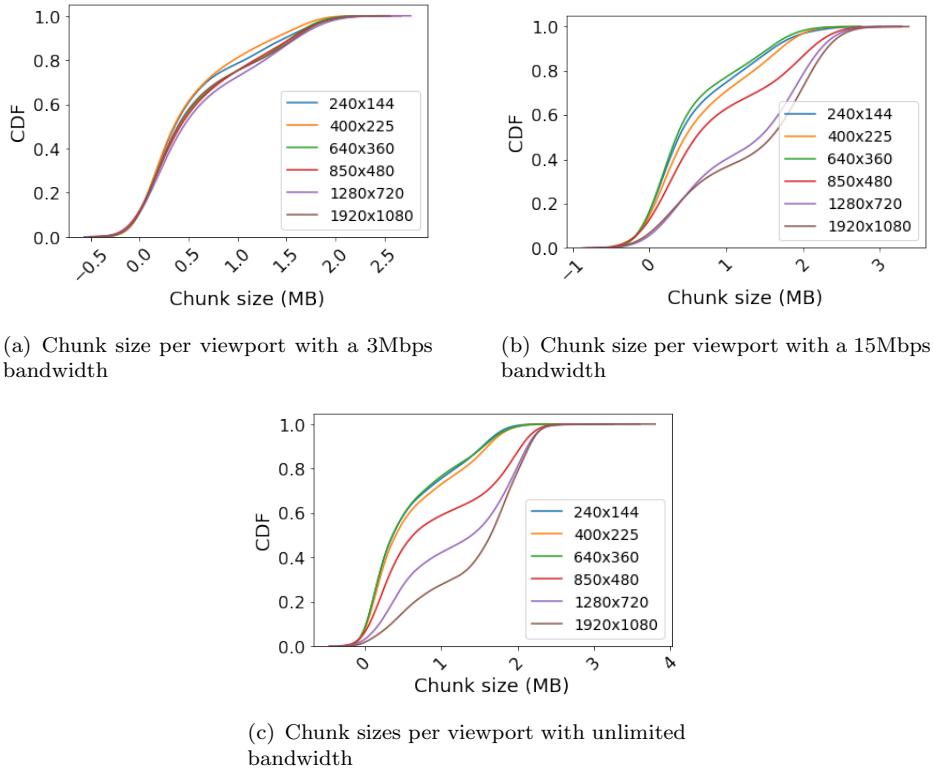 1.0
0.8
0.6
0.4
0.2
0.0
CDF
−0.5
0.0
0.5
1.0
1.5
2.0
2.5
Chunk size (MB)
240x144
400x225
640x360
850x480
1280x720
1920x1080
(a) Chunk size per viewport with a 3Mbps
bandwidth
1.0
0.8
0.6
0.4
0.2
0.0
CDF
−1
0
1
2
3
Chunk size (MB)
240x144
400x225
640x360
850x480
1280x720
1920x1080
(b) Chunk size per viewport with a 15Mbps
bandwidth
1.0
0.8
0.6
0.4
0.2
0.0
CDF
0
1
2
3
4
Chunk size (MB)
240x144
400x225
640x360
850x480
1280x720
1920x1080
(c) Chunk sizes per viewport with unlimited
bandwidth